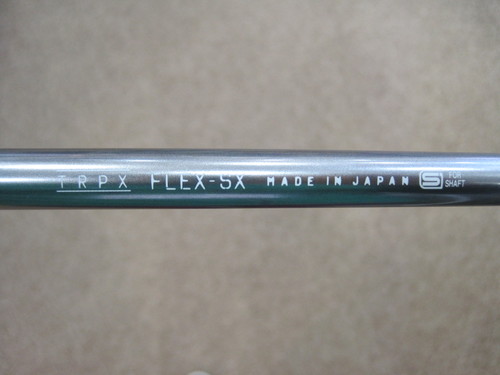 TRPX FLEX-SX MADE IN JAPAN S FOR
SHAFT